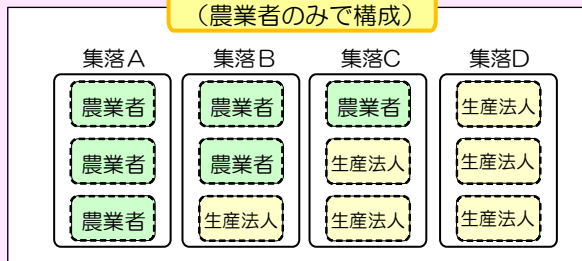 （農業者のみで構成）
集落A 集落B 集落C 集落D
農業者 農業者 農業者 生産法人
農業者 農業者 生産法人 生産法人
農業者 生産法人 生産法人 生産法人